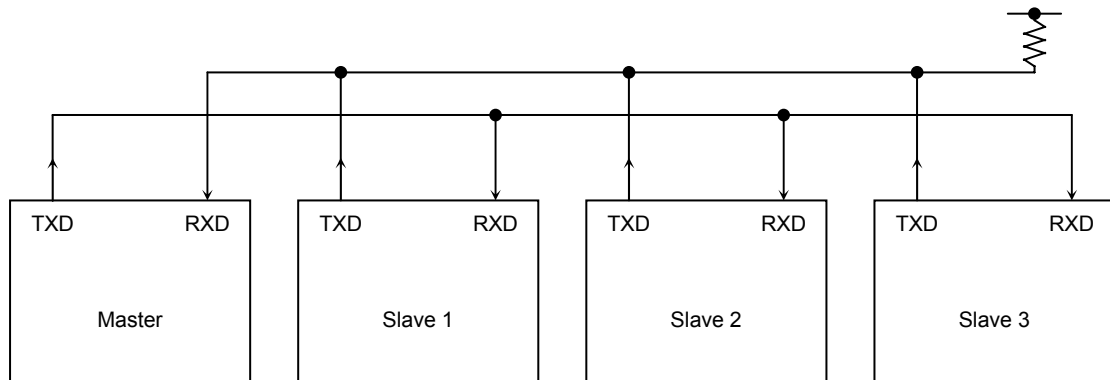 TXD RXD TXD RXD TXD RXD TXD RXD
Master Slave 1 Slave 2 Slave 3